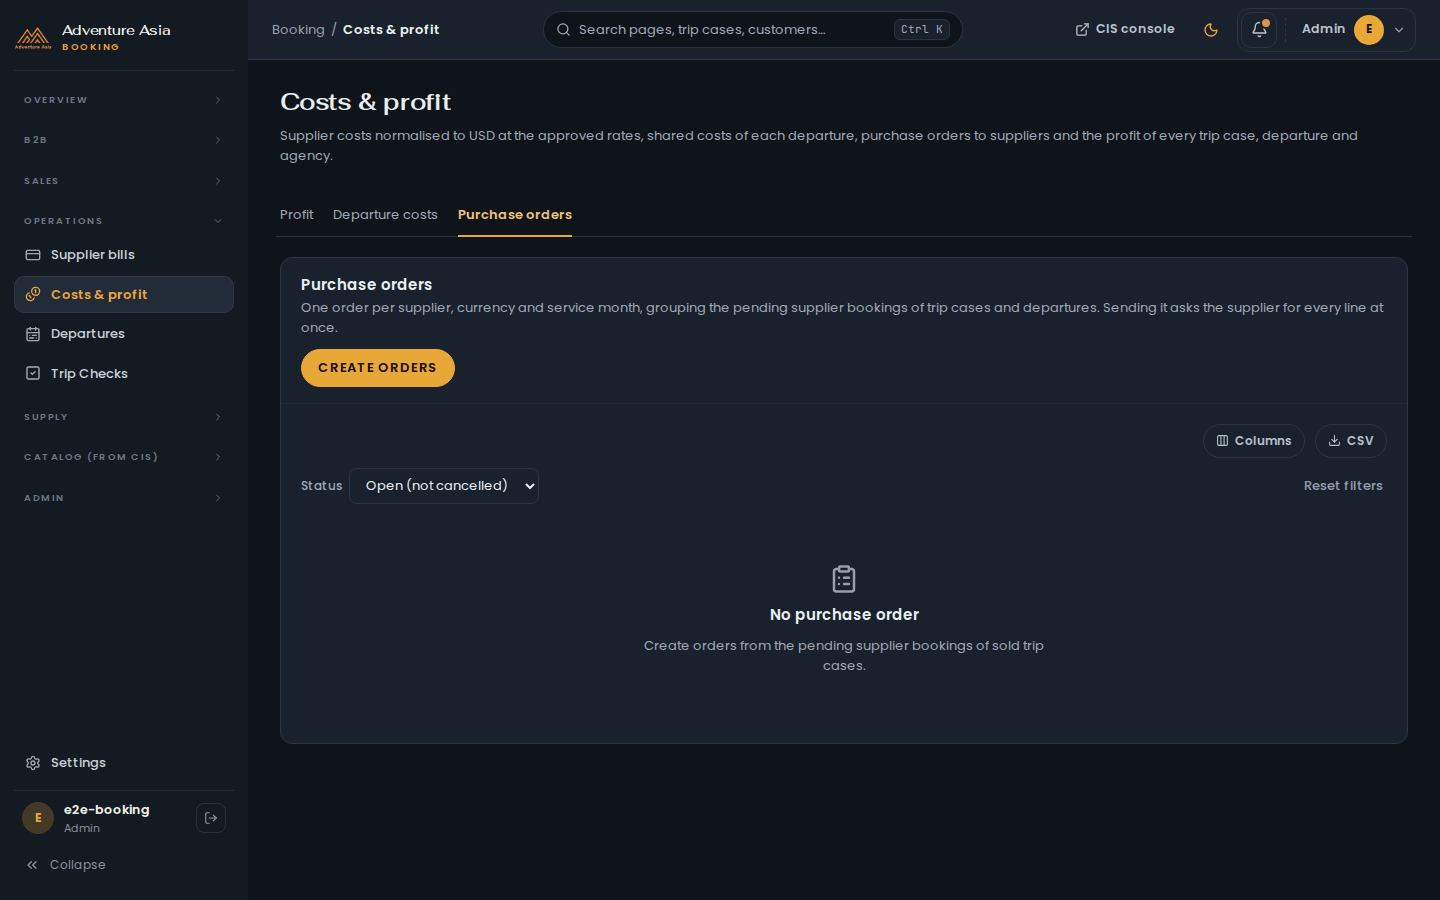 Adventure Asia
Adventure Asia
BOOKING
OVERVIEW
B2B
SALES
OPERATIONS
Supplier bills
Costs & profit
Departures
Trip Checks
SUPPLY
CATALOG (FROM CIS)
ADMIN
Settings
E
e2e-booking
Admin
Collapse
Booking / Costs & profit
Search pages, trip cases, customers...
Ctrl K
CIS console
Admin
E
Costs & profit
Supplier costs normalised to USD at the approved rates, shared costs of each departure, purchase orders to suppliers and the profit of every trip case, departure and
agency.
Profit
Departure costs
Purchase orders
Purchase orders
One order per supplier, currency and service month, grouping the pending supplier bookings of trip cases and departures. Sending it asks the supplier for every line at
once.
CREATE ORDERS
Columns
CSV
Status
Open (not cancelled)
Reset filters
No purchase order
Create orders from the pending supplier bookings of sold trip
cases.